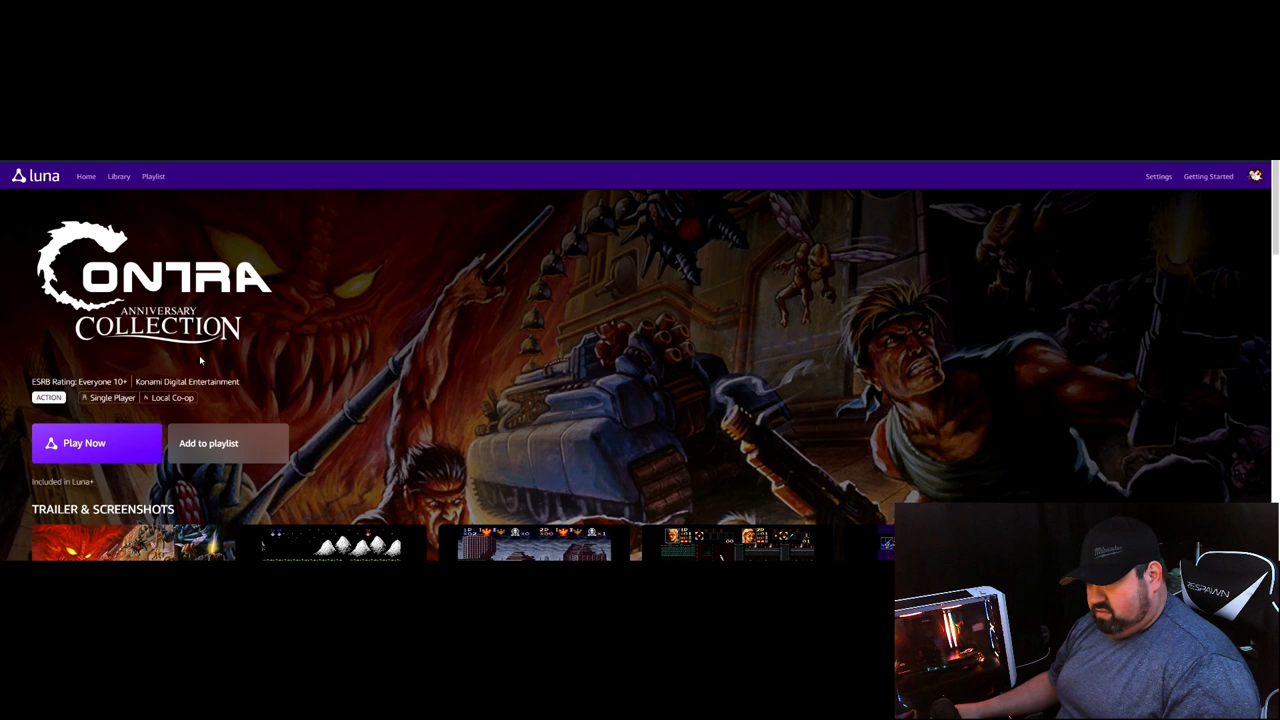 luna Home Library Playlist Settings Getting Started
CONTRA
ANNIVERSARY
COLLECTION
ESRB Rating: Everyone 10+ Konami Digital Entertainment
ACTION Single Player Local Co-op
Play Now Add to playlist
Included in Luna+
TRAILER & SCREENSHOTS
RESPAWN